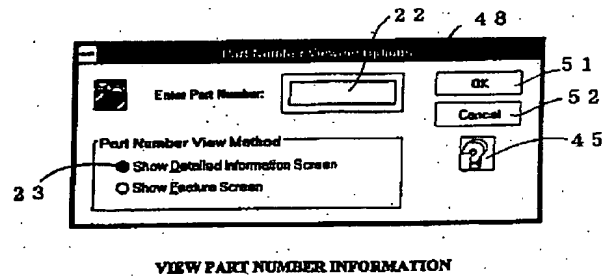 22
48
Part Number Viewer Options
51
Enter Part Number:
OK
52
Cancel
Part Number View Method
45
Show Detailed Information Screen
23
Show Feature Screen
VIEW PART NUMBER INFORMATION